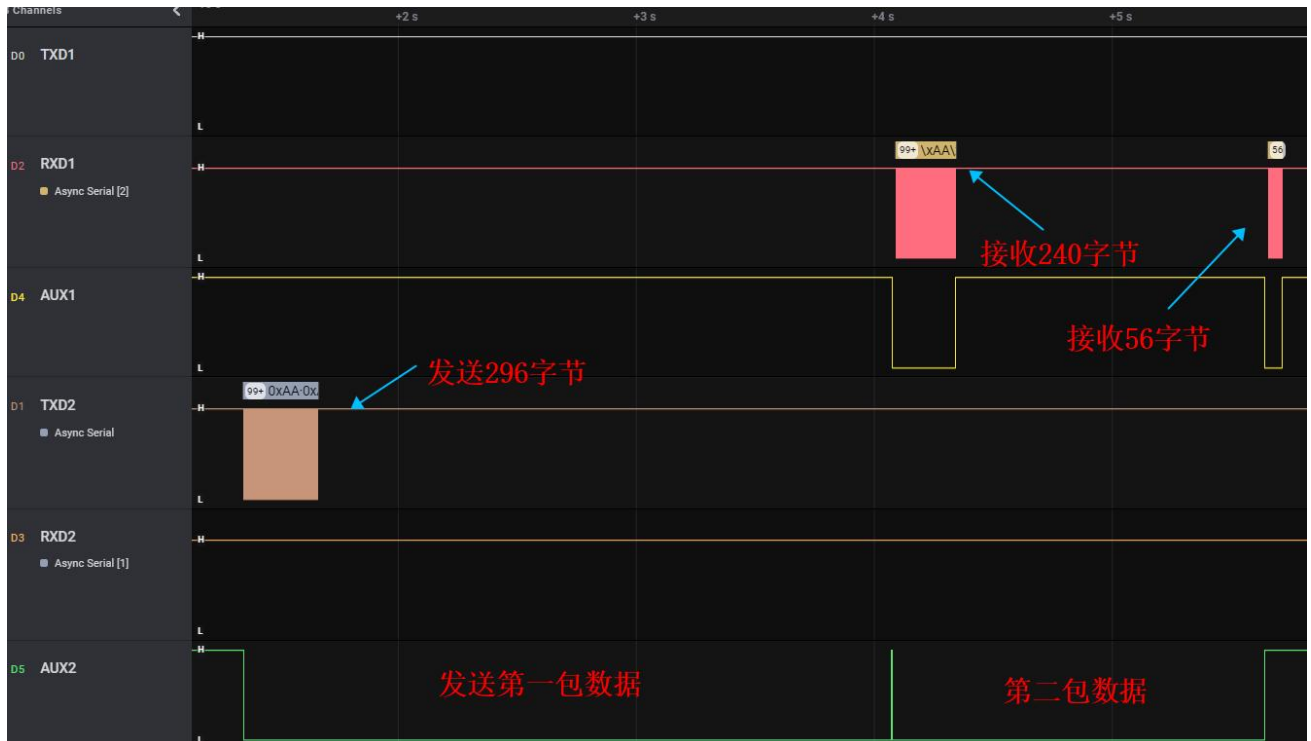 Channels
+2 s
+3 s
+4 s
+5 s
D0 TXD1
H
L
D2 RXD1
Async Serial [2]
H
L
99+ \xAA\
56
接收240字节
接收56字节
D4 AUX1
H
L
发送296字节
D1 TXD2
Async Serial
H
L
99+ 0xAA·0x
D3 RXD2
Async Serial [1]
H
L
D5 AUX2
H
L
发送第一包数据
第二包数据